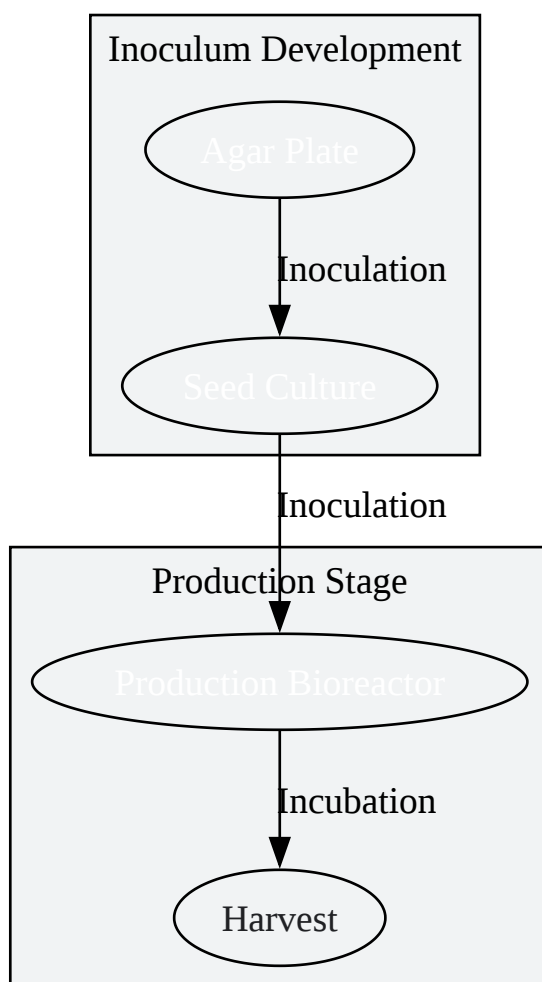 Inoculum Development
Agar Plate
Inoculation
Seed Culture
Inoculation
Production Stage
Production Bioreactor
Incubation
Harvest